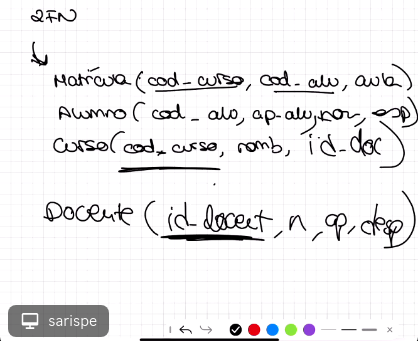 2FN
Matrícula (cod_curso, cod_alu, aula)
Alumno (cod_alu, ap-alu, nom, esp)
Curso (cod_curso, nomb, id_doc)
Docente (id_docent, n, ap, desp)
sarispe